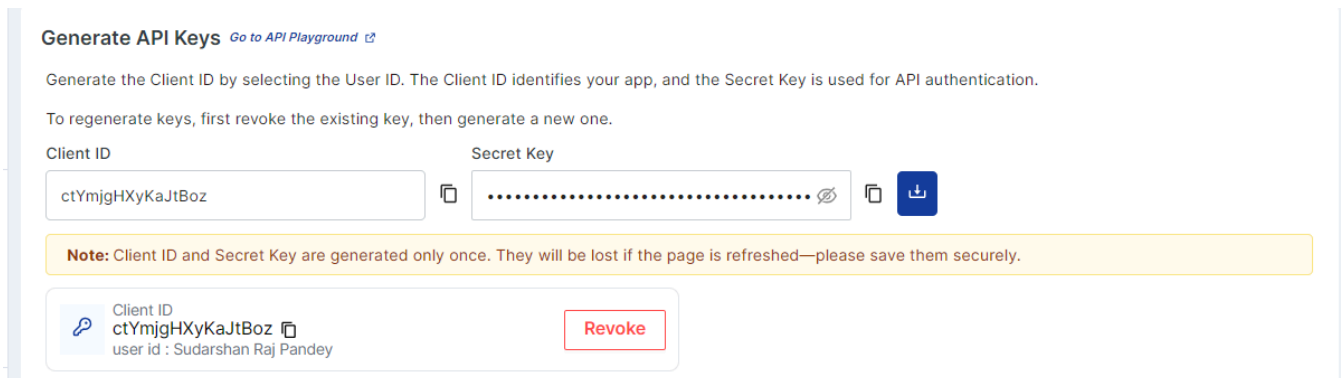 Generate API Keys Go to API Playground
Generate the Client ID by selecting the User ID. The Client ID identifies your app, and the Secret Key is used for API authentication.
To regenerate keys, first revoke the existing key, then generate a new one.
Client ID
Secret Key
ctYmjgHXyKaJtBoz
••••••••••••••••••••••••••••••••••••
Note: Client ID and Secret Key are generated only once. They will be lost if the page is refreshed—please save them securely.
Client ID
ctYmjgHXyKaJtBoz
Revoke
user id : Sudarshan Raj Pandey